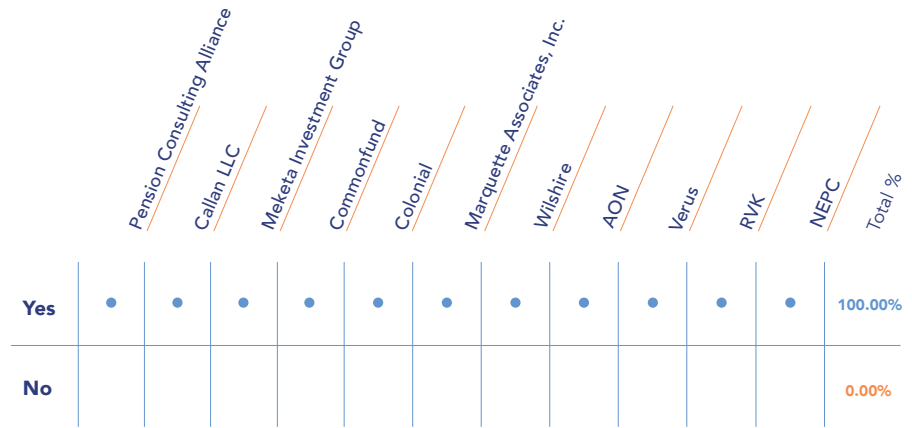 Pension Consulting Alliance
Callan LLC
Meketa Investment Group
Commonfund
Colonial
Marquette Associates, Inc.
Wilshire
AON
Verus
RVK
NEPC
Total %
Yes 100.00%
No 0.00%